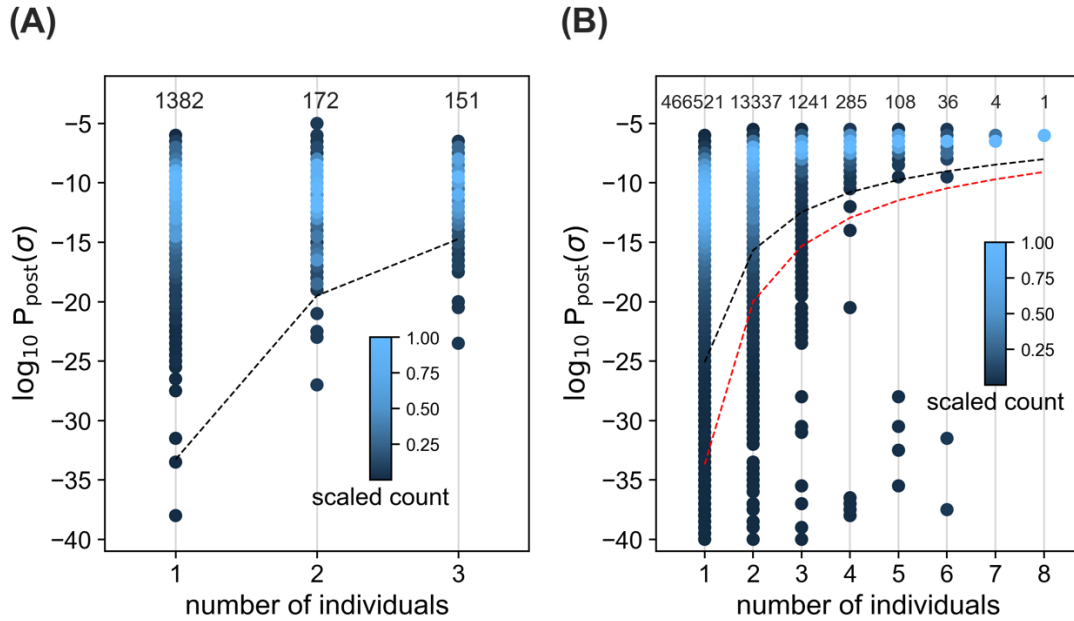 (A)
1382 172 151
−5
−10
−15
−20
−25
−30
−35
−40
log₁₀ P_post(σ)
1.00
0.75
0.50
0.25
scaled count
1 2 3
number of individuals
(B)
466521 13337 1241 285 108 36 4 1
−5
−10
−15
−20
−25
−30
−35
−40
log₁₀ P_post(σ)
1.00
0.75
0.50
0.25
scaled count
1 2 3 4 5 6 7 8
number of individuals